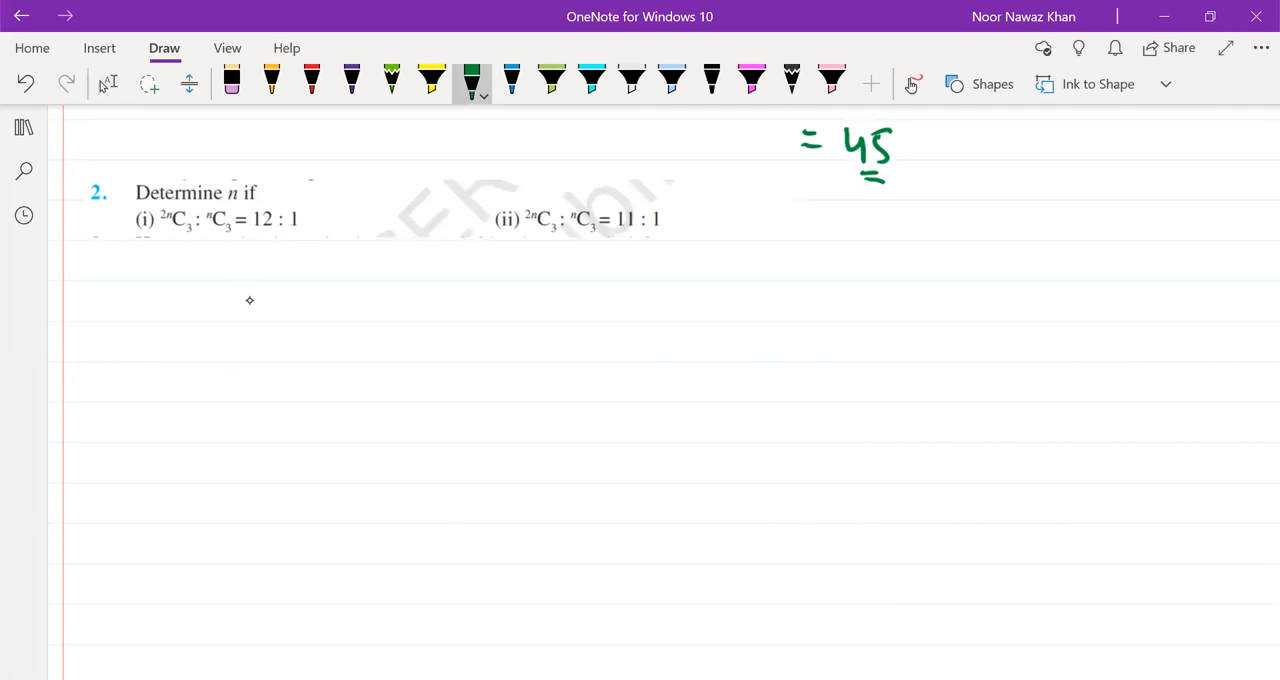 OneNote for Windows 10
Noor Nawaz Khan
Home Insert Draw View Help
Share
Shapes
Ink to Shape
= 45
2. Determine n if
(i) ²ⁿC₃ : ⁿC₃ = 12 : 1 (ii) ²ⁿC₃ : ⁿC₃ = 11 : 1